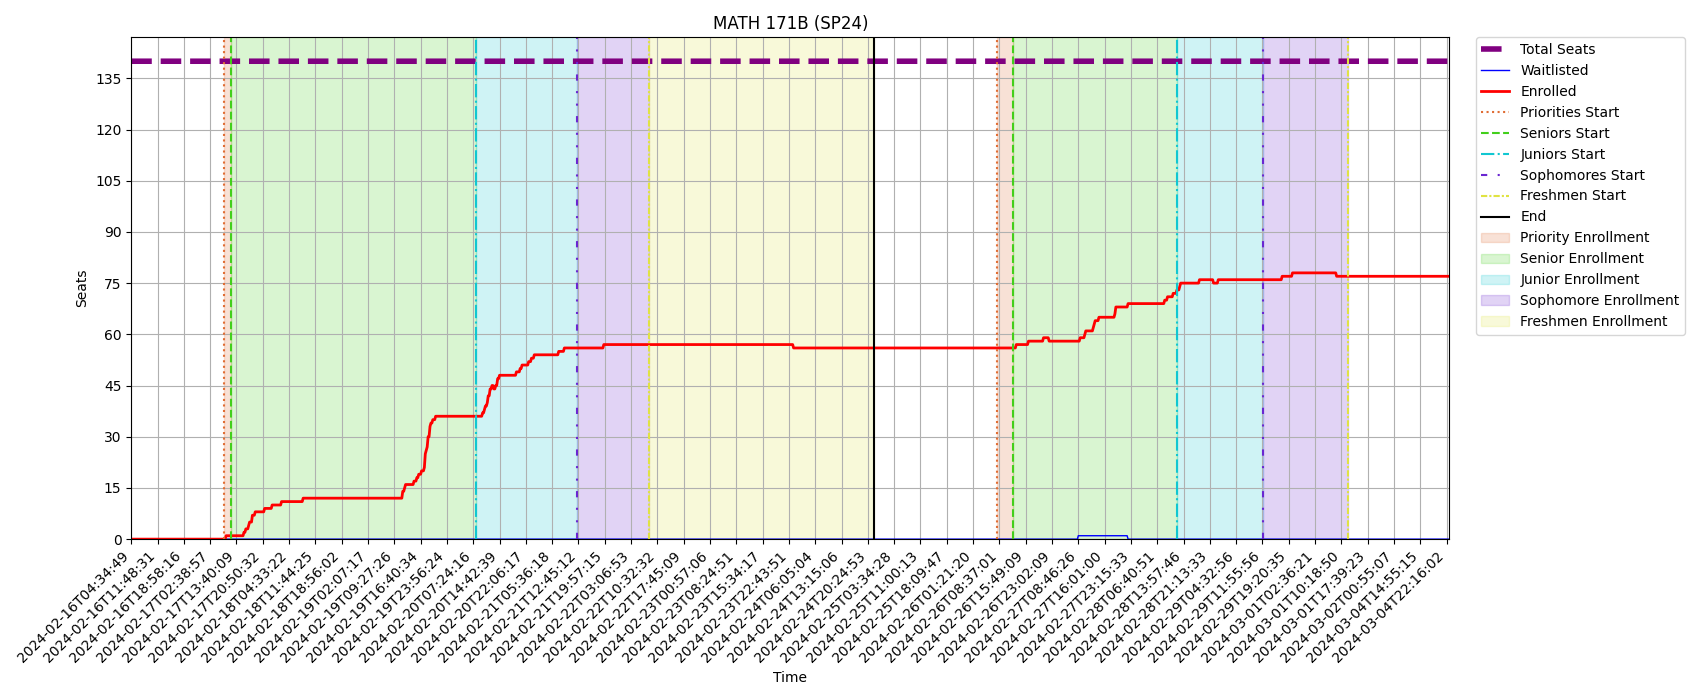 MATH 171B (SP24)
Seats
135
120
105
90
75
60
45
30
15
0
2024-02-16T04:34:49
2024-02-16T11:48:31
2024-02-16T18:58:16
2024-02-17T02:38:57
2024-02-17T13:40:09
2024-02-17T20:50:32
2024-02-18T04:33:22
2024-02-18T11:44:25
2024-02-18T18:56:02
2024-02-19T02:07:17
2024-02-19T09:27:26
2024-02-19T16:40:34
2024-02-19T23:56:24
2024-02-20T07:24:16
2024-02-20T14:42:39
2024-02-20T22:06:17
2024-02-21T05:36:18
2024-02-21T12:45:12
2024-02-21T19:57:15
2024-02-22T03:06:53
2024-02-22T10:32:32
2024-02-22T17:45:09
2024-02-23T00:57:06
2024-02-23T08:24:51
2024-02-23T15:34:17
2024-02-23T22:43:51
2024-02-24T06:05:04
2024-02-24T13:15:06
2024-02-24T20:24:53
2024-02-25T03:34:28
2024-02-25T11:00:13
2024-02-25T18:09:47
2024-02-26T01:21:20
2024-02-26T08:37:01
2024-02-26T15:49:09
2024-02-26T23:02:09
2024-02-27T08:46:26
2024-02-27T16:01:00
2024-02-27T23:15:33
2024-02-28T06:40:51
2024-02-28T13:57:46
2024-02-28T21:13:33
2024-02-29T04:32:56
2024-02-29T11:55:56
2024-02-29T19:20:35
2024-03-01T02:36:21
2024-03-01T10:18:50
2024-03-01T17:39:23
2024-03-02T00:55:07
2024-03-04T14:55:15
2024-03-04T22:16:02
Time
Total Seats
Waitlisted
Enrolled
Priorities Start
Seniors Start
Juniors Start
Sophomores Start
Freshmen Start
End
Priority Enrollment
Senior Enrollment
Junior Enrollment
Sophomore Enrollment
Freshmen Enrollment